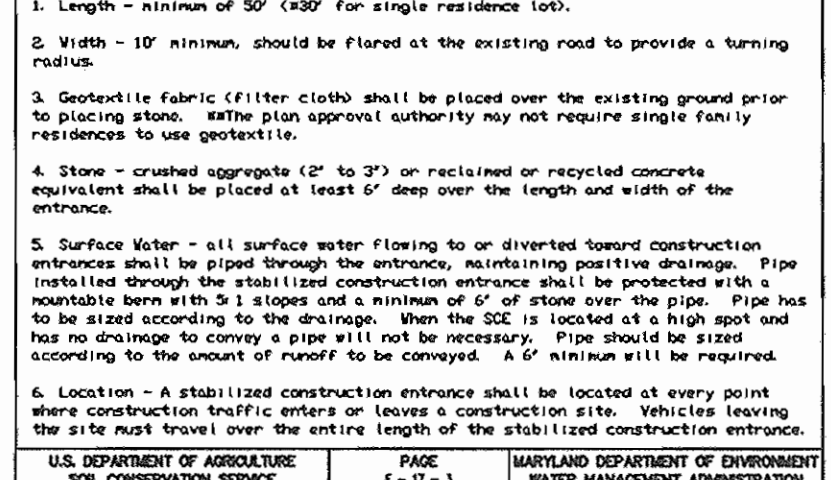 1. Length - minimum of 50' (*30' for single residence lot).
2. Width - 10' minimum, should be flared at the existing road to provide a turning
radius.
3. Geotextile fabric (filter cloth) shall be placed over the existing ground prior
to placing stone. **The plan approval authority may not require single family
residences to use geotextile.
4. Stone - crushed aggregate (2" to 3") or reclaimed or recycled concrete
equivalent shall be placed at least 6" deep over the length and width of the
entrance.
5. Surface Water - all surface water flowing to or diverted toward construction
entrances shall be piped through the entrance, maintaining positive drainage. Pipe
installed through the stabilized construction entrance shall be protected with a
mountable berm with 5:1 slopes and a minimum of 6" of stone over the pipe. Pipe has
to be sized according to the drainage. When the SCE is located at a high spot and
has no drainage to convey a pipe will not be necessary. Pipe should be sized
according to the amount of runoff to be conveyed. A 6" minimum will be required.
6. Location - A stabilized construction entrance shall be located at every point
where construction traffic enters or leaves a construction site. Vehicles leaving
the site must travel over the entire length of the stabilized construction entrance.
U.S. DEPARTMENT OF AGRICULTURE PAGE MARYLAND DEPARTMENT OF ENVIRONMENT
SOIL CONSERVATION SERVICE F - 17 - 3 WATER MANAGEMENT ADMINISTRATION